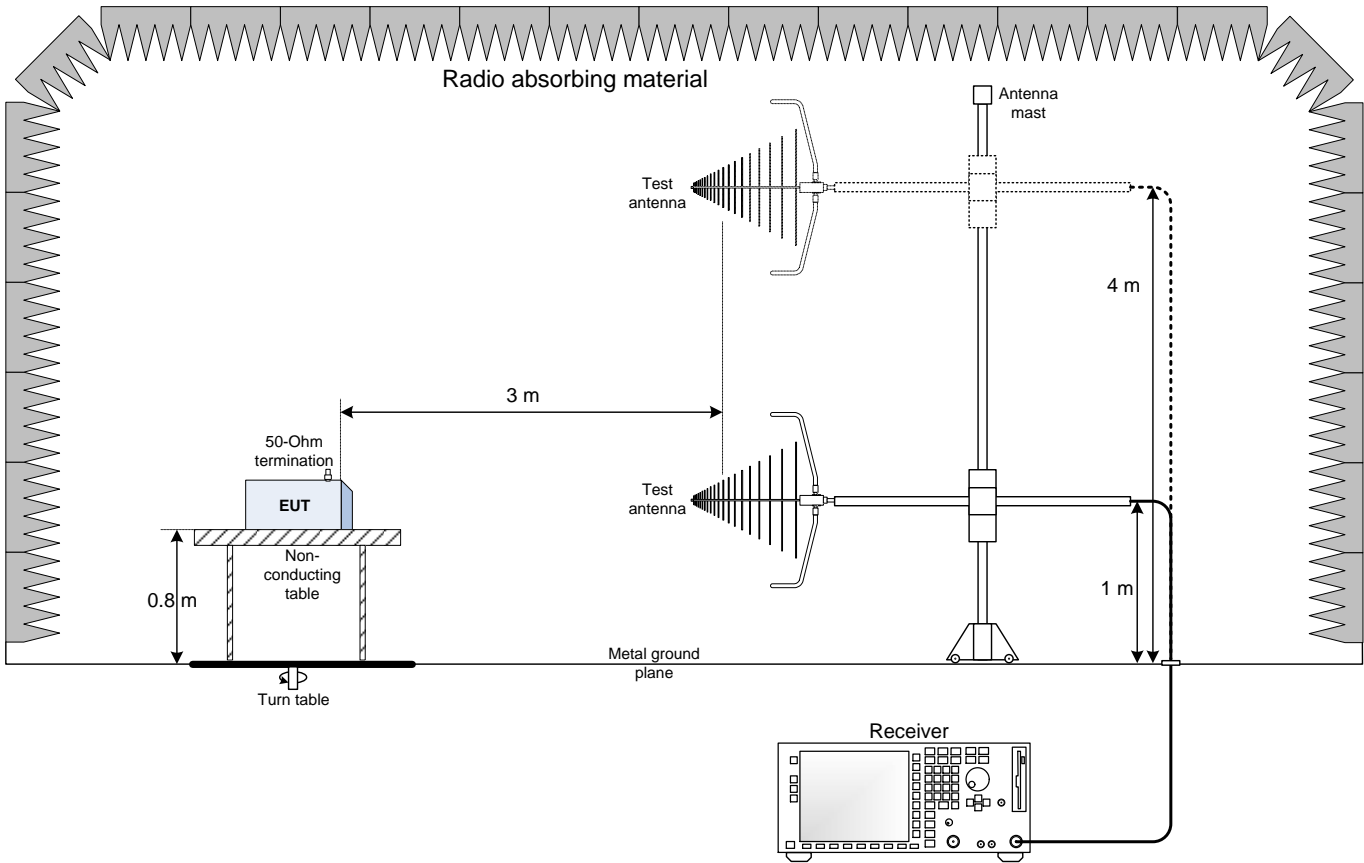 Radio absorbing material
Antenna
mast
Test
antenna
4 m
3 m
50-Ohm
termination
EUT
Test
antenna
Non-
conducting
table
0.8 m
1 m
Metal ground
plane
Turn table
Receiver